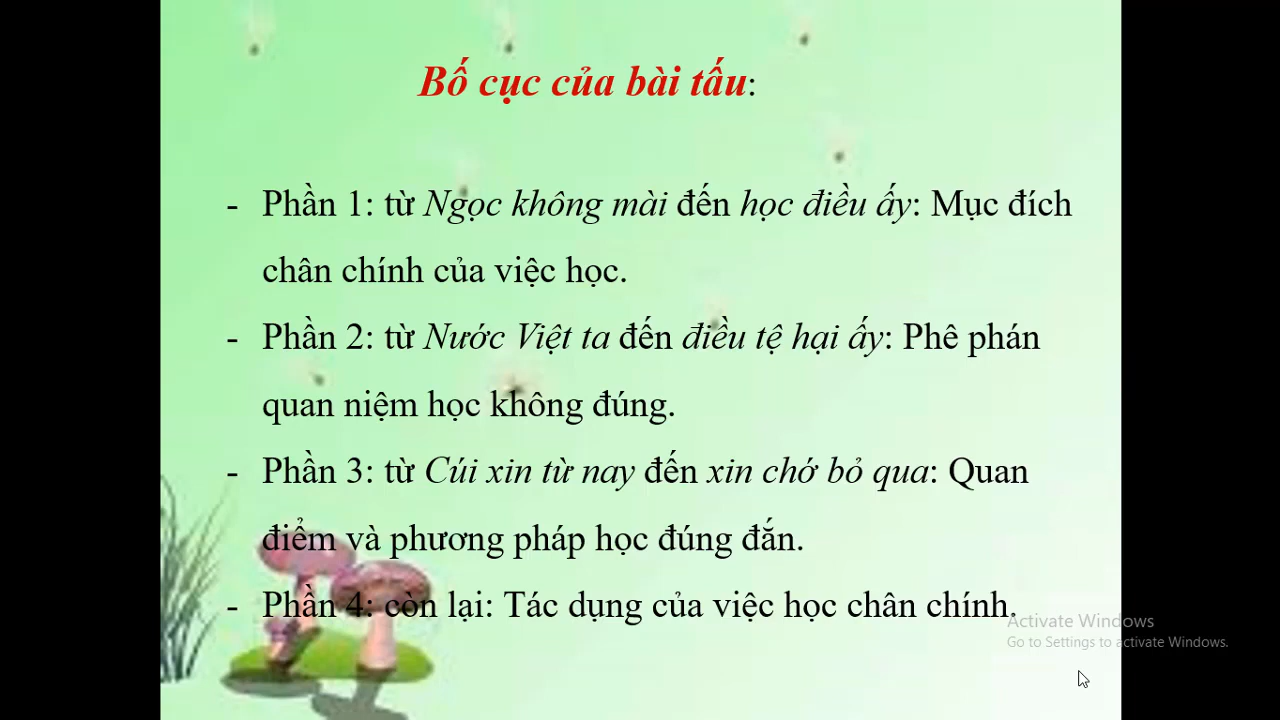 Bố cục của bài tấu:
- Phần 1: từ Ngọc không mài đến học điều ấy: Mục đích
chân chính của việc học.
- Phần 2: từ Nước Việt ta đến điều tệ hại ấy: Phê phán
quan niệm học không đúng.
- Phần 3: từ Cúi xin từ nay đến xin chớ bỏ qua: Quan
điểm và phương pháp học đúng đắn.
- Phần 4: còn lại: Tác dụng của việc học chân chính.
Activate Windows
Go to Settings to activate Windows.